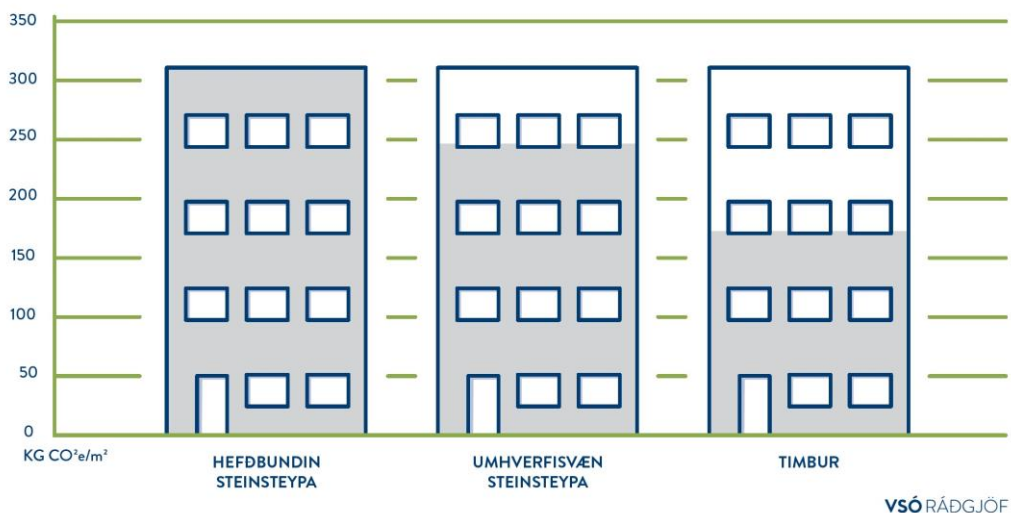 350
300
250
200
150
100
50
0
KG CO²e/m²
HEFÐBUNDIN
STEINSTEYPA
UMHVERFISVÆN
STEINSTEYPA
TIMBUR
VSÓ RÁÐGJÖF